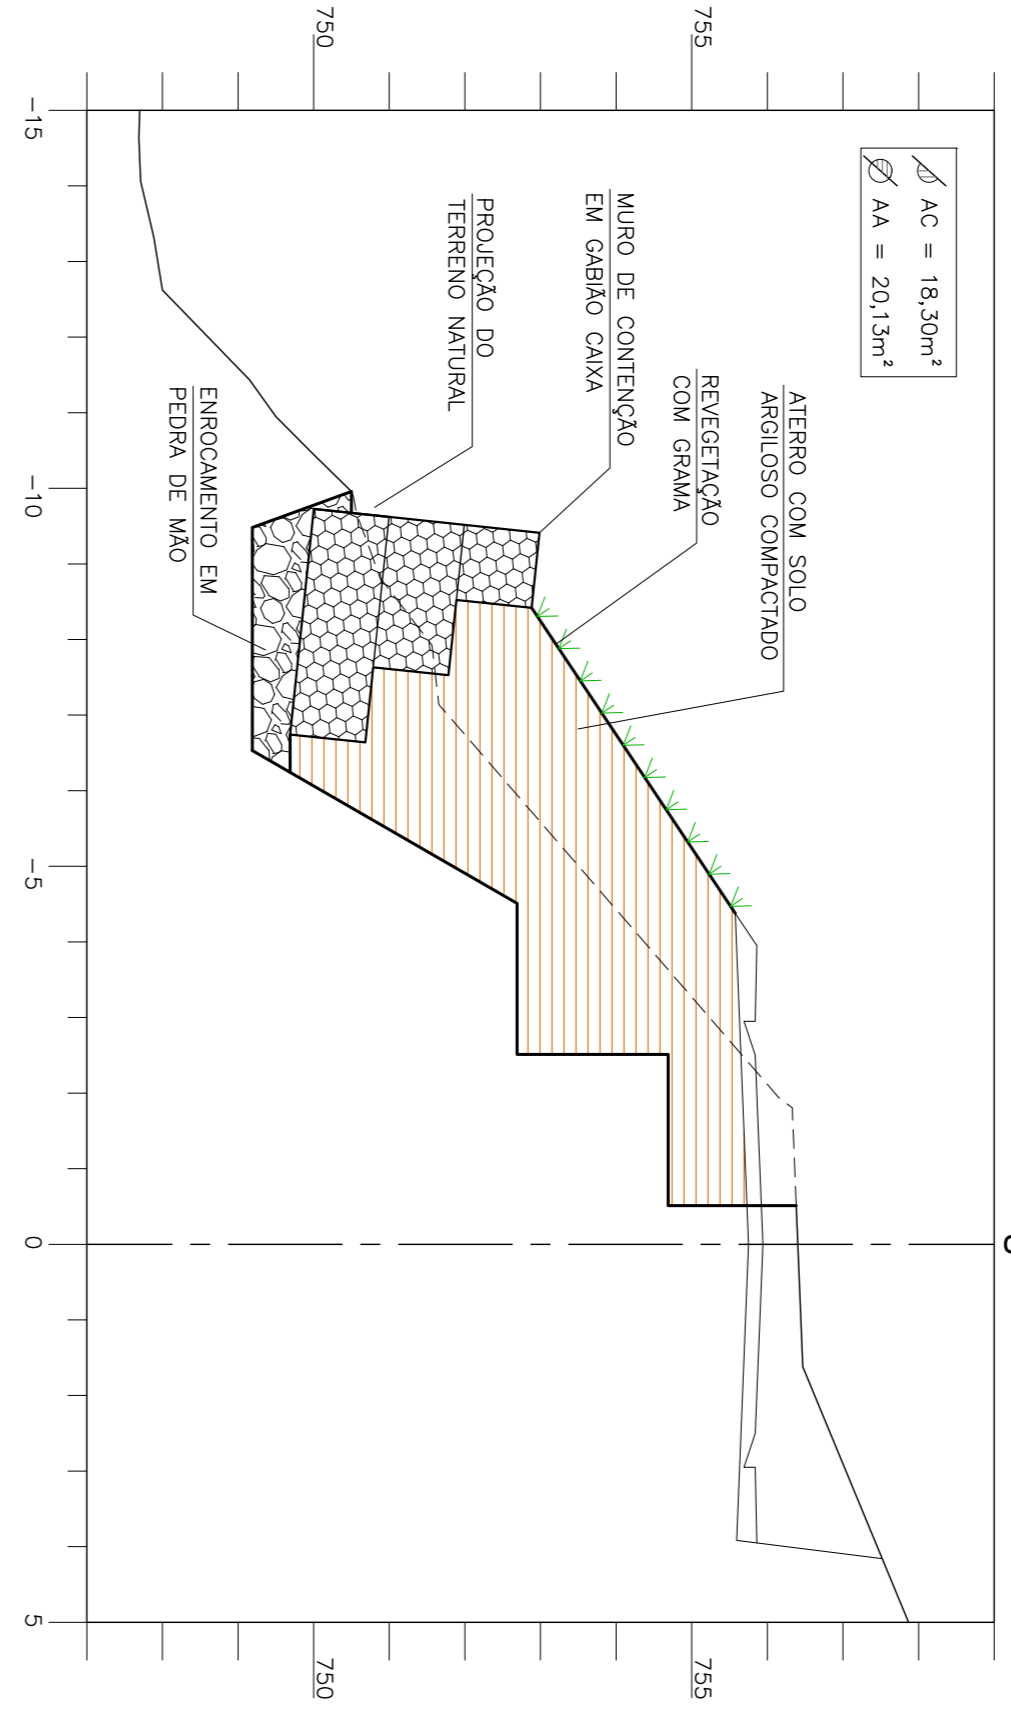 AC = 18,30m²
AA = 20,13m²
ATERRO COM SOLO
ARGILOSO COMPACTADO
REVEGETAÇÃO
COM GRAMA
MURO DE CONTENÇÃO
EM GABIÃO CAIXA
PROJEÇÃO DO
TERRENO NATURAL
ENROCAMENTO EM
PEDRA DE MÃO
755
755
750
750
-15
-10
-5
0
5